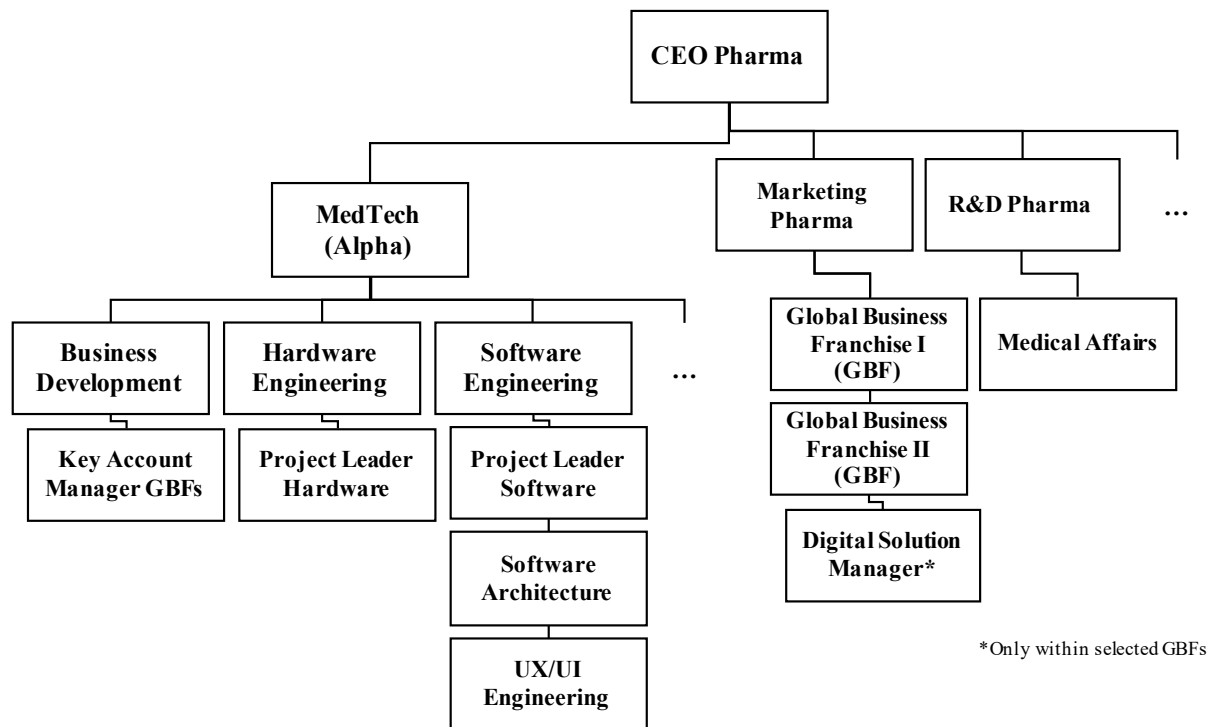 CEO Pharma
MedTech
(Alpha)
Marketing
Pharma
R&D Pharma
...
Business
Development
Hardware
Engineering
Software
Engineering
...
Global Business
Franchise I
(GBF)
Medical Affairs
Key Account
Manager GBFs
Project Leader
Hardware
Project Leader
Software
Global Business
Franchise II
(GBF)
Software
Architecture
Digital Solution
Manager*
UX/UI
Engineering
*Only within selected GBFs